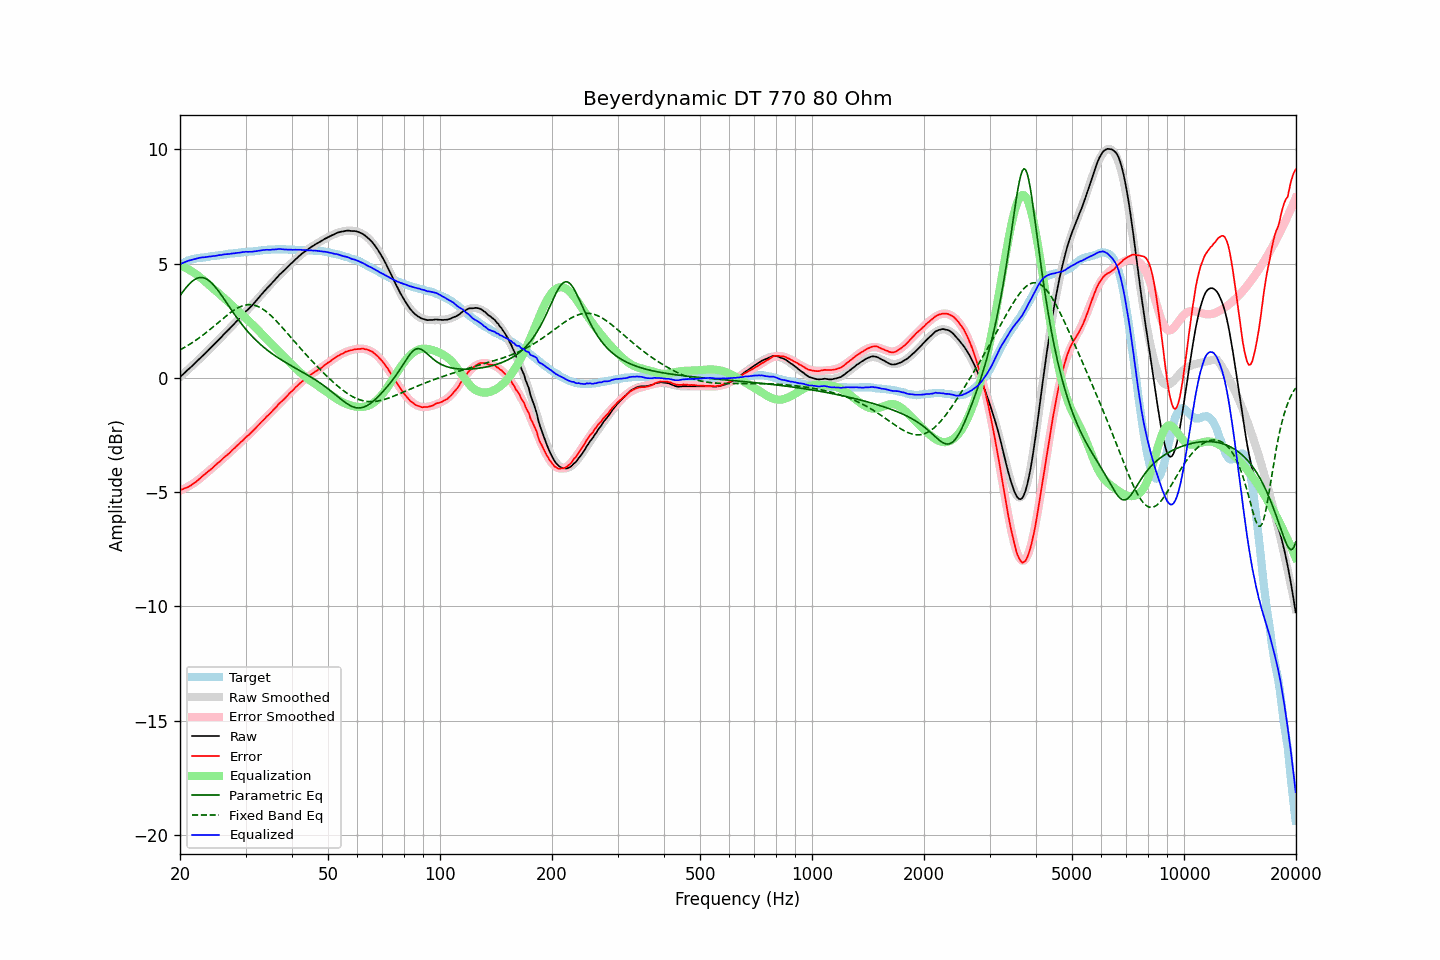 Beyerdynamic DT 770 80 Ohm
Amplitude (dBr)
10
5
0
−5
−10
−15
−20
Target
Raw Smoothed
Error Smoothed
Raw
Error
Equalization
Parametric Eq
Fixed Band Eq
Equalized
20 50 100 200 500 1000 2000 5000 10000 20000
Frequency (Hz)